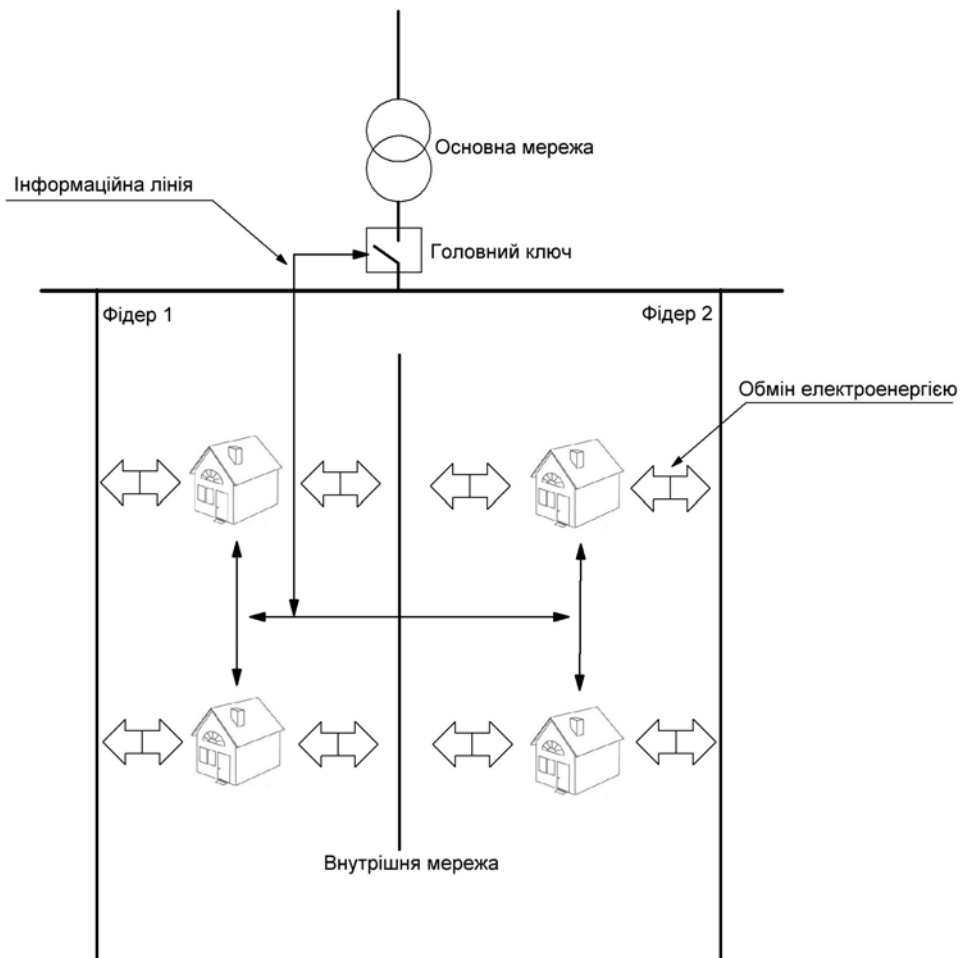 Основна мережа
Інформаційна лінія
Головний ключ
Фідер 1
Фідер 2
Обмін електроенергією
Внутрішня мережа